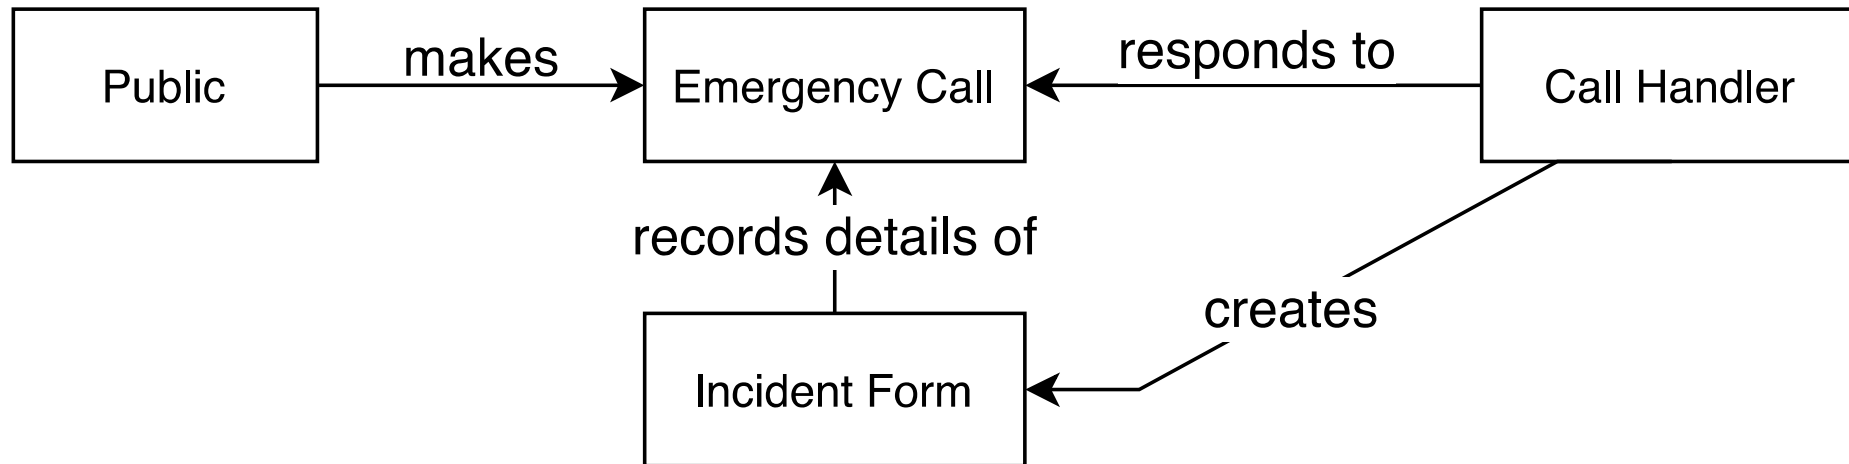 Public
makes
Emergency Call
responds to
Call Handler
records details of
creates
Incident Form